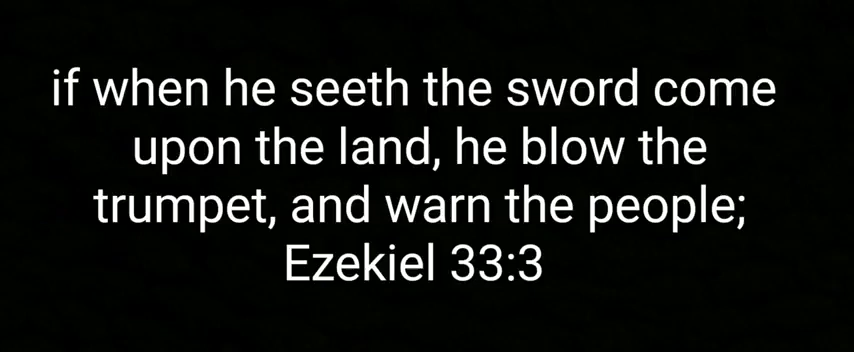 if when he seeth the sword come
upon the land, he blow the
trumpet, and warn the people;
Ezekiel 33:3